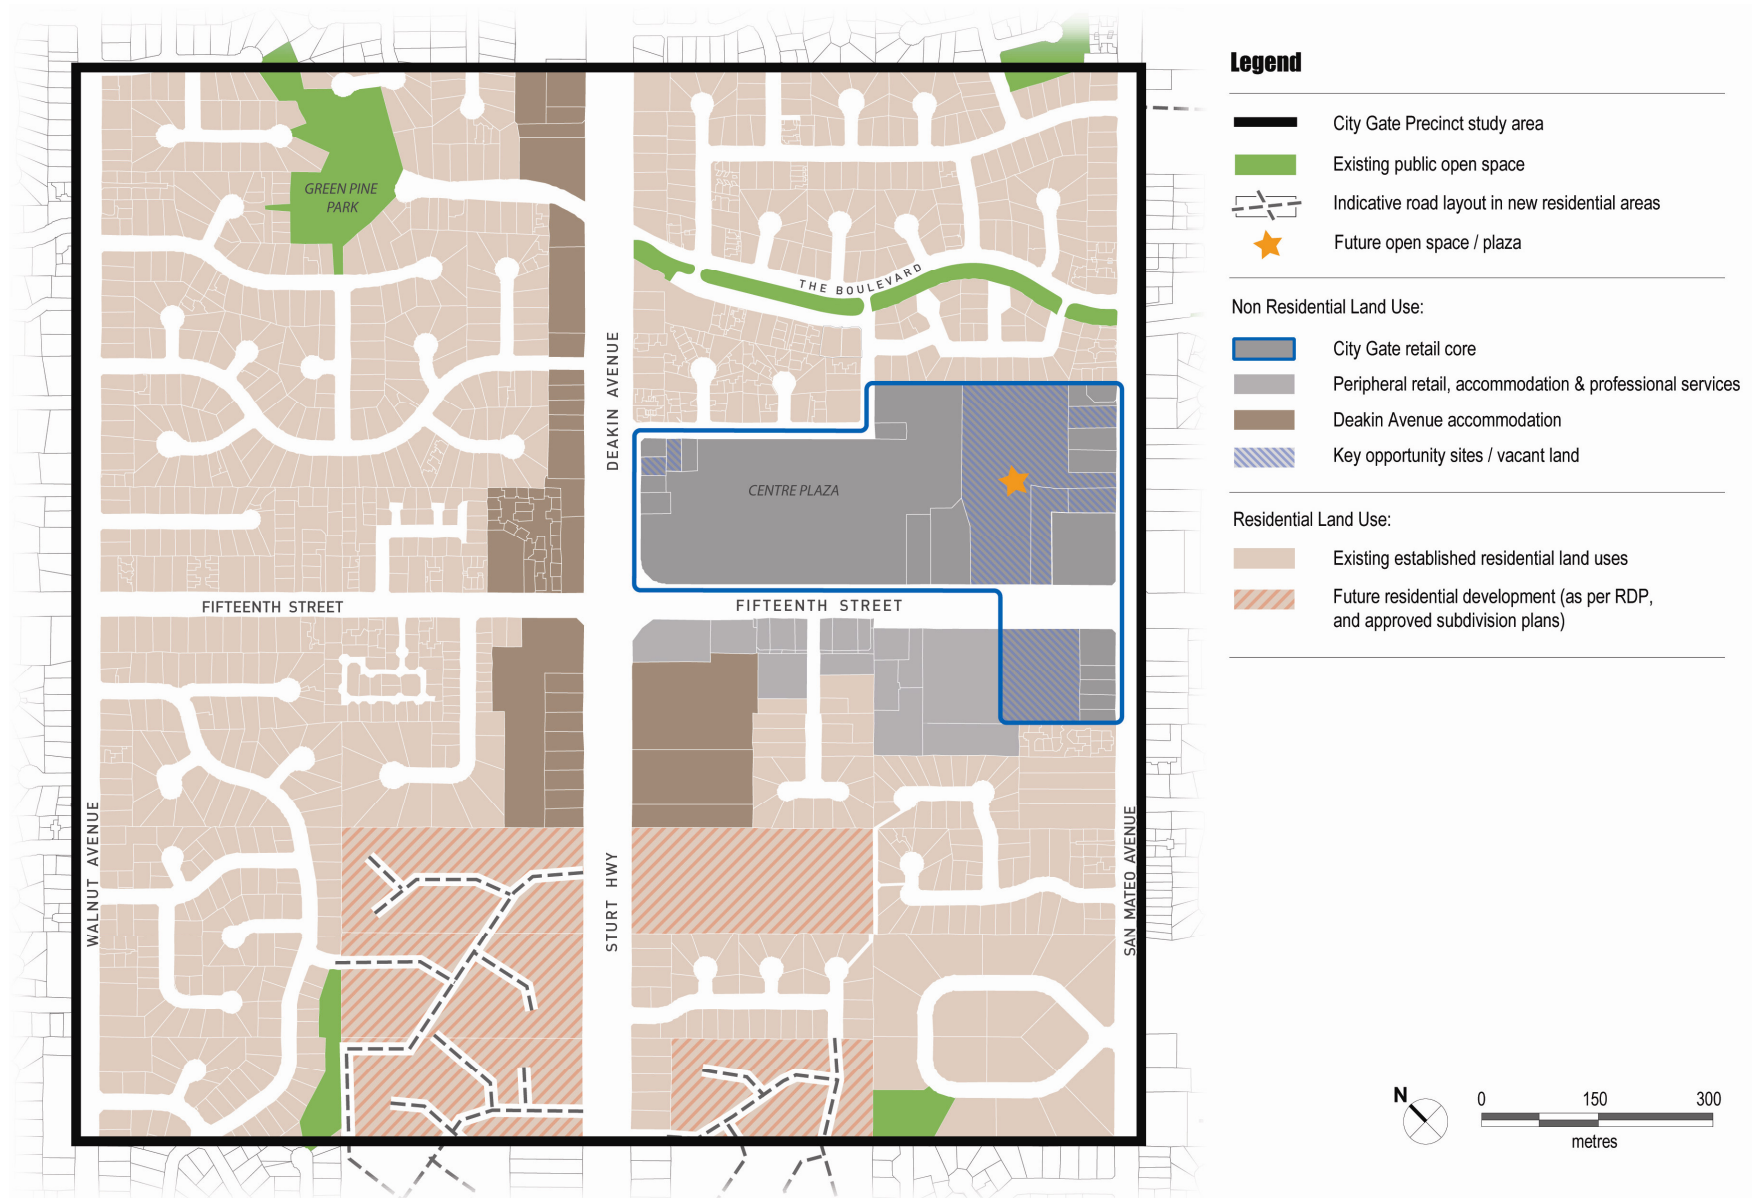 GREEN PINE
PARK
THE BOULEVARD
DEAKIN AVENUE
CENTRE PLAZA
FIFTEENTH STREET
FIFTEENTH STREET
WALNUT AVENUE
STURT HWY
SAN MATEO AVENUE
Legend
City Gate Precinct study area
Existing public open space
Indicative road layout in new residential areas
Future open space / plaza
Non Residential Land Use:
City Gate retail core
Peripheral retail, accommodation & professional services
Deakin Avenue accommodation
Key opportunity sites / vacant land
Residential Land Use:
Existing established residential land uses
Future residential development (as per RDP,
and approved subdivision plans)
N
0 150 300
metres